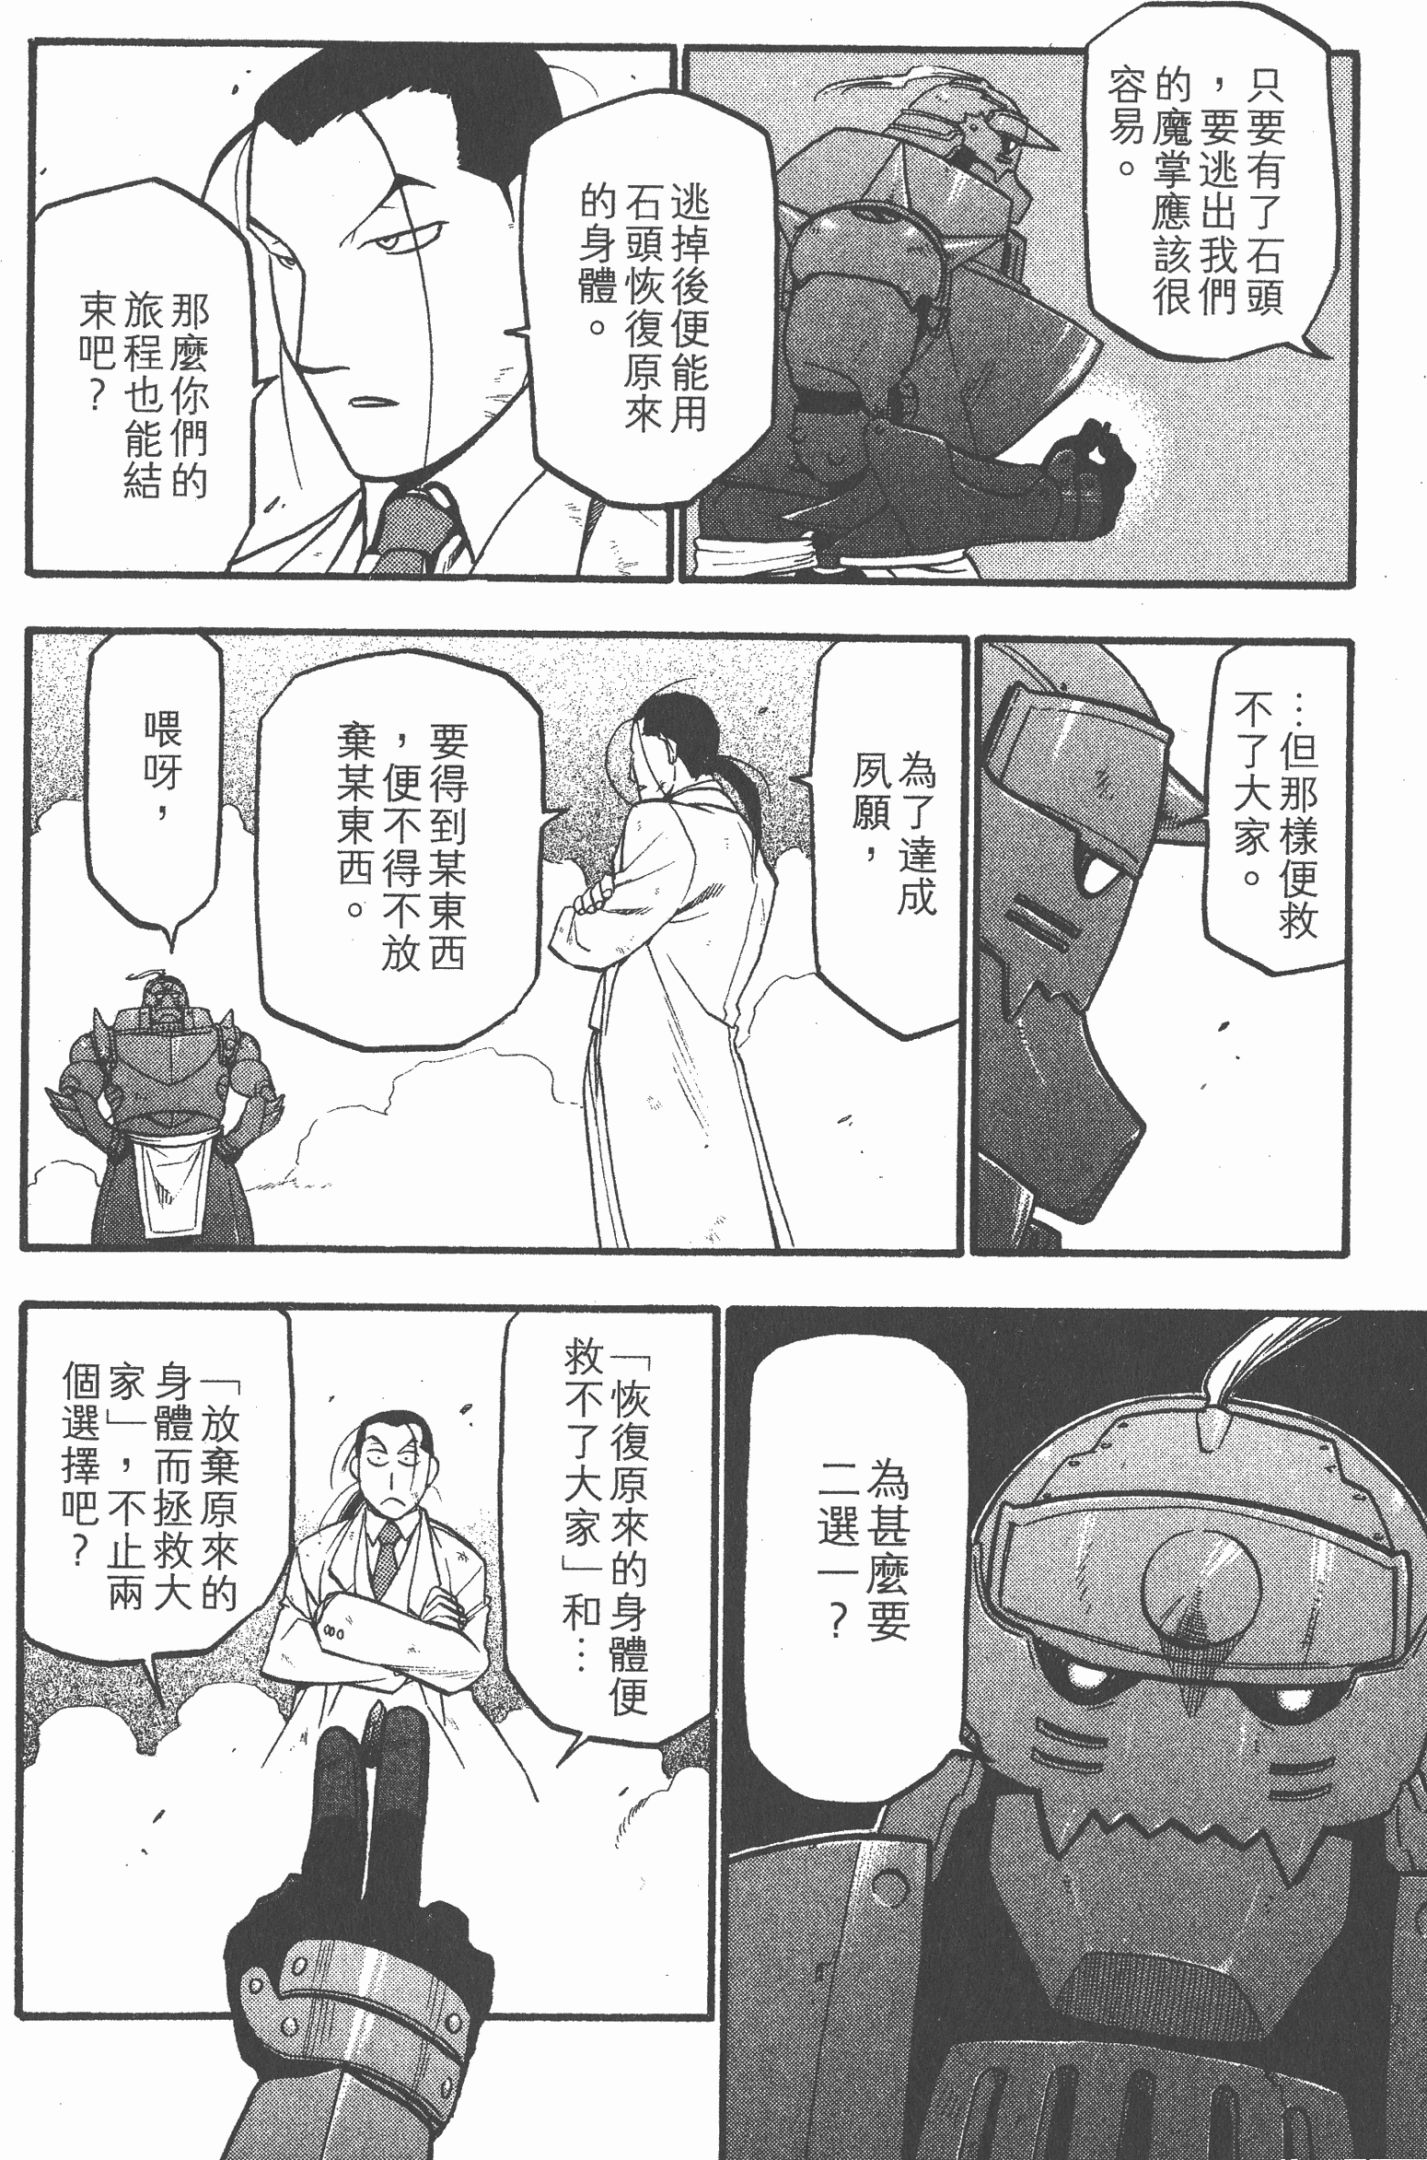 只要有了石頭
，要逃出我們
的魔掌應該很
容易。
逃掉後便能用
石頭恢復原來
的身體。
那麼你們的
旅程也能結
束吧？
…但那樣便救
不了大家。
為了達成
夙願，
要得到某東西
，便不得不放
棄某東西。
喂呀，
為甚麼要
二選一？
「恢復原來的身體便
救不了大家」和…
「放棄原來的
身體而拯救大
家」，不止兩
個選擇吧？